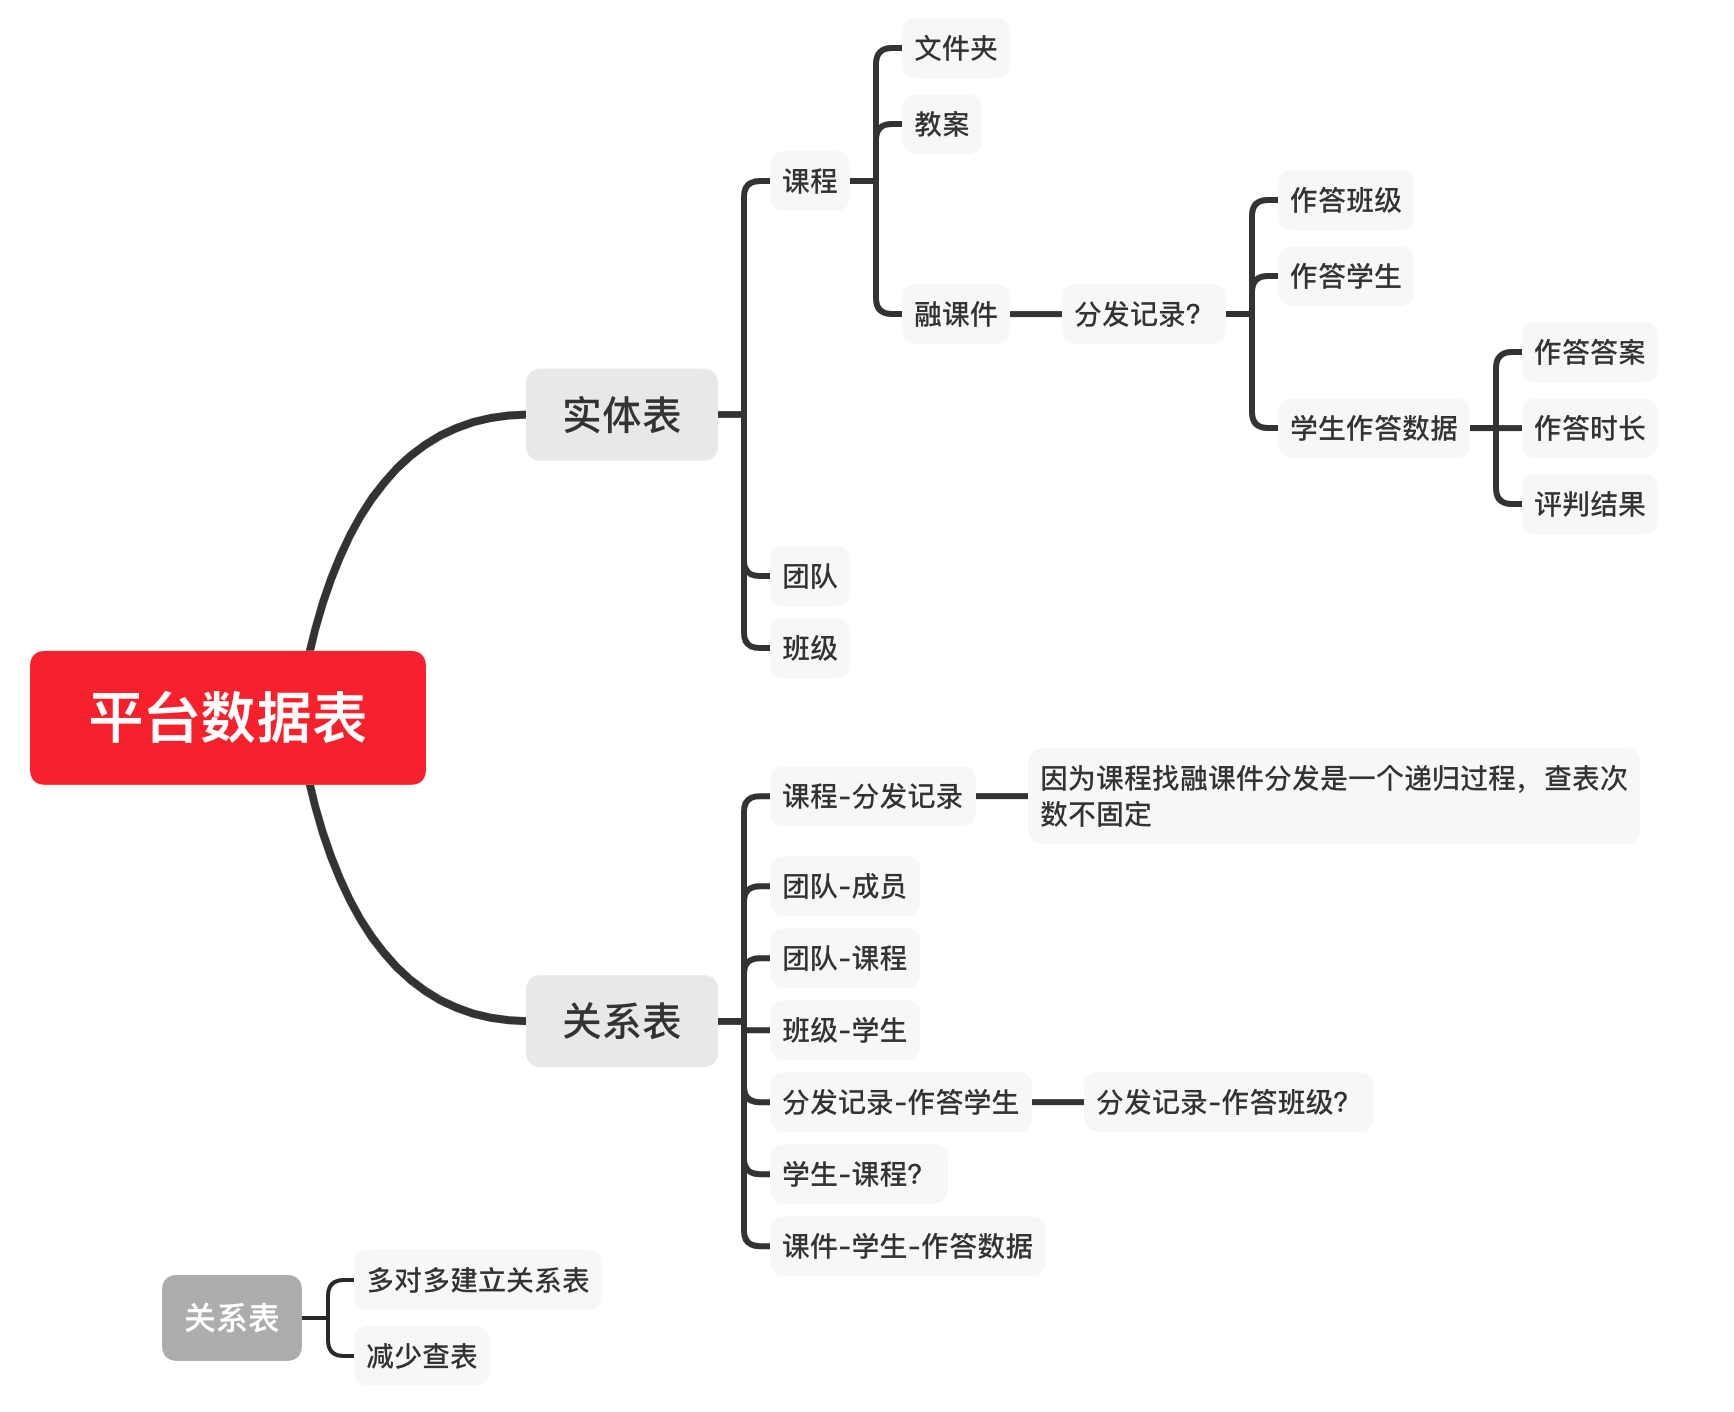 平台数据表
实体表
课程
文件夹
教案
融课件
分发记录?
作答班级
作答学生
学生作答数据
作答答案
作答时长
评判结果
团队
班级
关系表
课程-分发记录
因为课程找融课件分发是一个递归过程，查表次
数不固定
团队-成员
团队-课程
班级-学生
分发记录-作答学生
分发记录-作答班级?
学生-课程?
课件-学生-作答数据
关系表
多对多建立关系表
减少查表